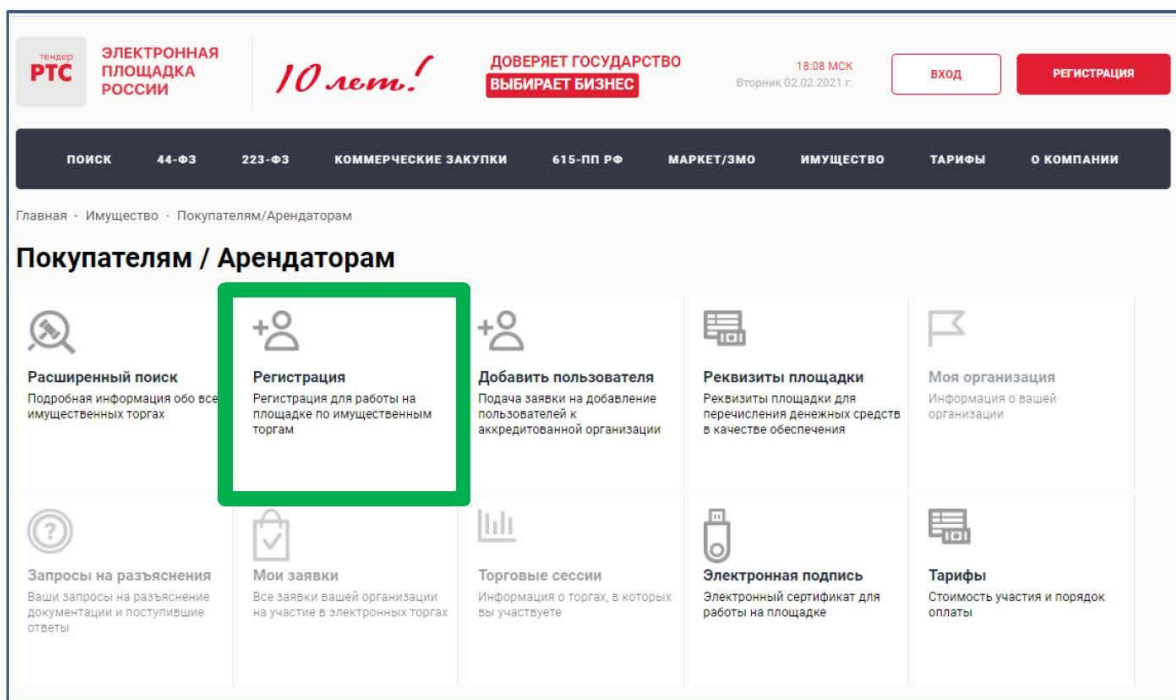 тендер
РТС
ЭЛЕКТРОННАЯ
ПЛОЩАДКА
РОССИИ
10 лет!
ДОВЕРЯЕТ ГОСУДАРСТВО
ВЫБИРАЕТ БИЗНЕС
18:08 МСК
Вторник 02.02.2021 г.
ВХОД
РЕГИСТРАЦИЯ
ПОИСК 44-ФЗ 223-ФЗ КОММЕРЧЕСКИЕ ЗАКУПКИ 615-ПП РФ МАРКЕТ/ЗМО ИМУЩЕСТВО ТАРИФЫ О КОМПАНИИ
Главная · Имущество · Покупателям/Арендаторам
Покупателям / Арендаторам
Расширенный поиск
Подробная информация обо все
имущественных торгах
Регистрация
Регистрация для работы на
площадке по имущественным
торгам
Добавить пользователя
Подача заявки на добавление
пользователей к
аккредитованной организации
Реквизиты площадки
Реквизиты площадки для
перечисления денежных средств
в качестве обеспечения
Моя организация
Информация о вашей
организации
Запросы на разъяснения
Ваши запросы на разъяснение
документации и поступившие
ответы
Мои заявки
Все заявки вашей организации
на участие в электронных торгах
Торговые сессии
Информация о торгах, в которых
вы участвуете
Электронная подпись
Электронный сертификат для
работы на площадке
Тарифы
Стоимость участия и порядок
оплаты